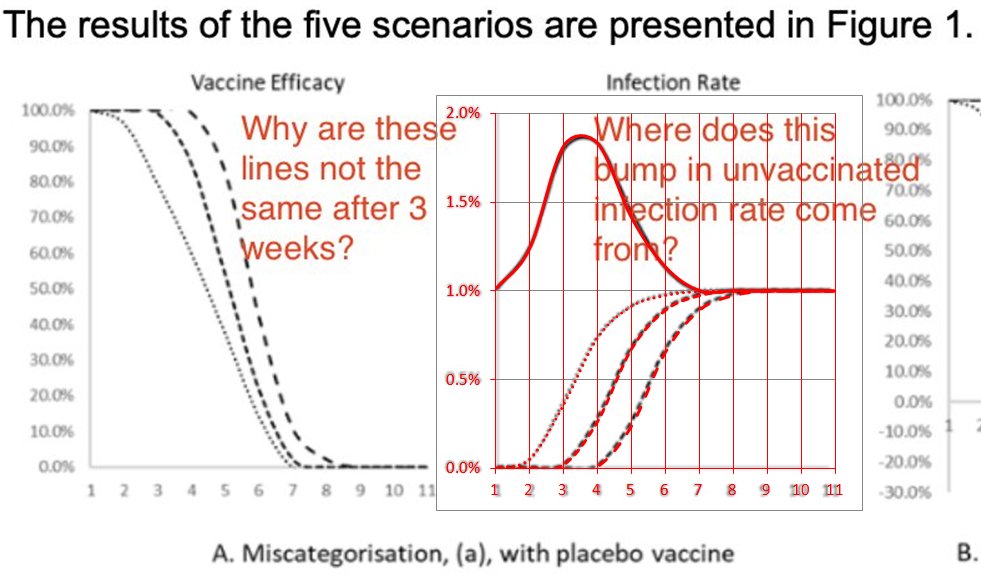 The results of the five scenarios are presented in Figure 1.
Vaccine Efficacy
100.0%
90.0%
80.0%
70.0%
60.0%
50.0%
40.0%
30.0%
20.0%
10.0%
0.0%
1 2 3 4 5 6 7 8 9 10 11
Why are these
lines not the
same after 3
weeks?
Infection Rate
2.0%
1.5%
1.0%
0.5%
0.0%
1 2 3 4 5 6 7 8 9 10 11
Where does this
bump in unvaccinated
infection rate come
from?
100.0%
90.0%
80.0%
70.0%
60.0%
50.0%
40.0%
30.0%
20.0%
10.0%
0.0%
-10.0%
-20.0%
-30.0%
1 2
A. Miscategorisation, (a), with placebo vaccine
B.